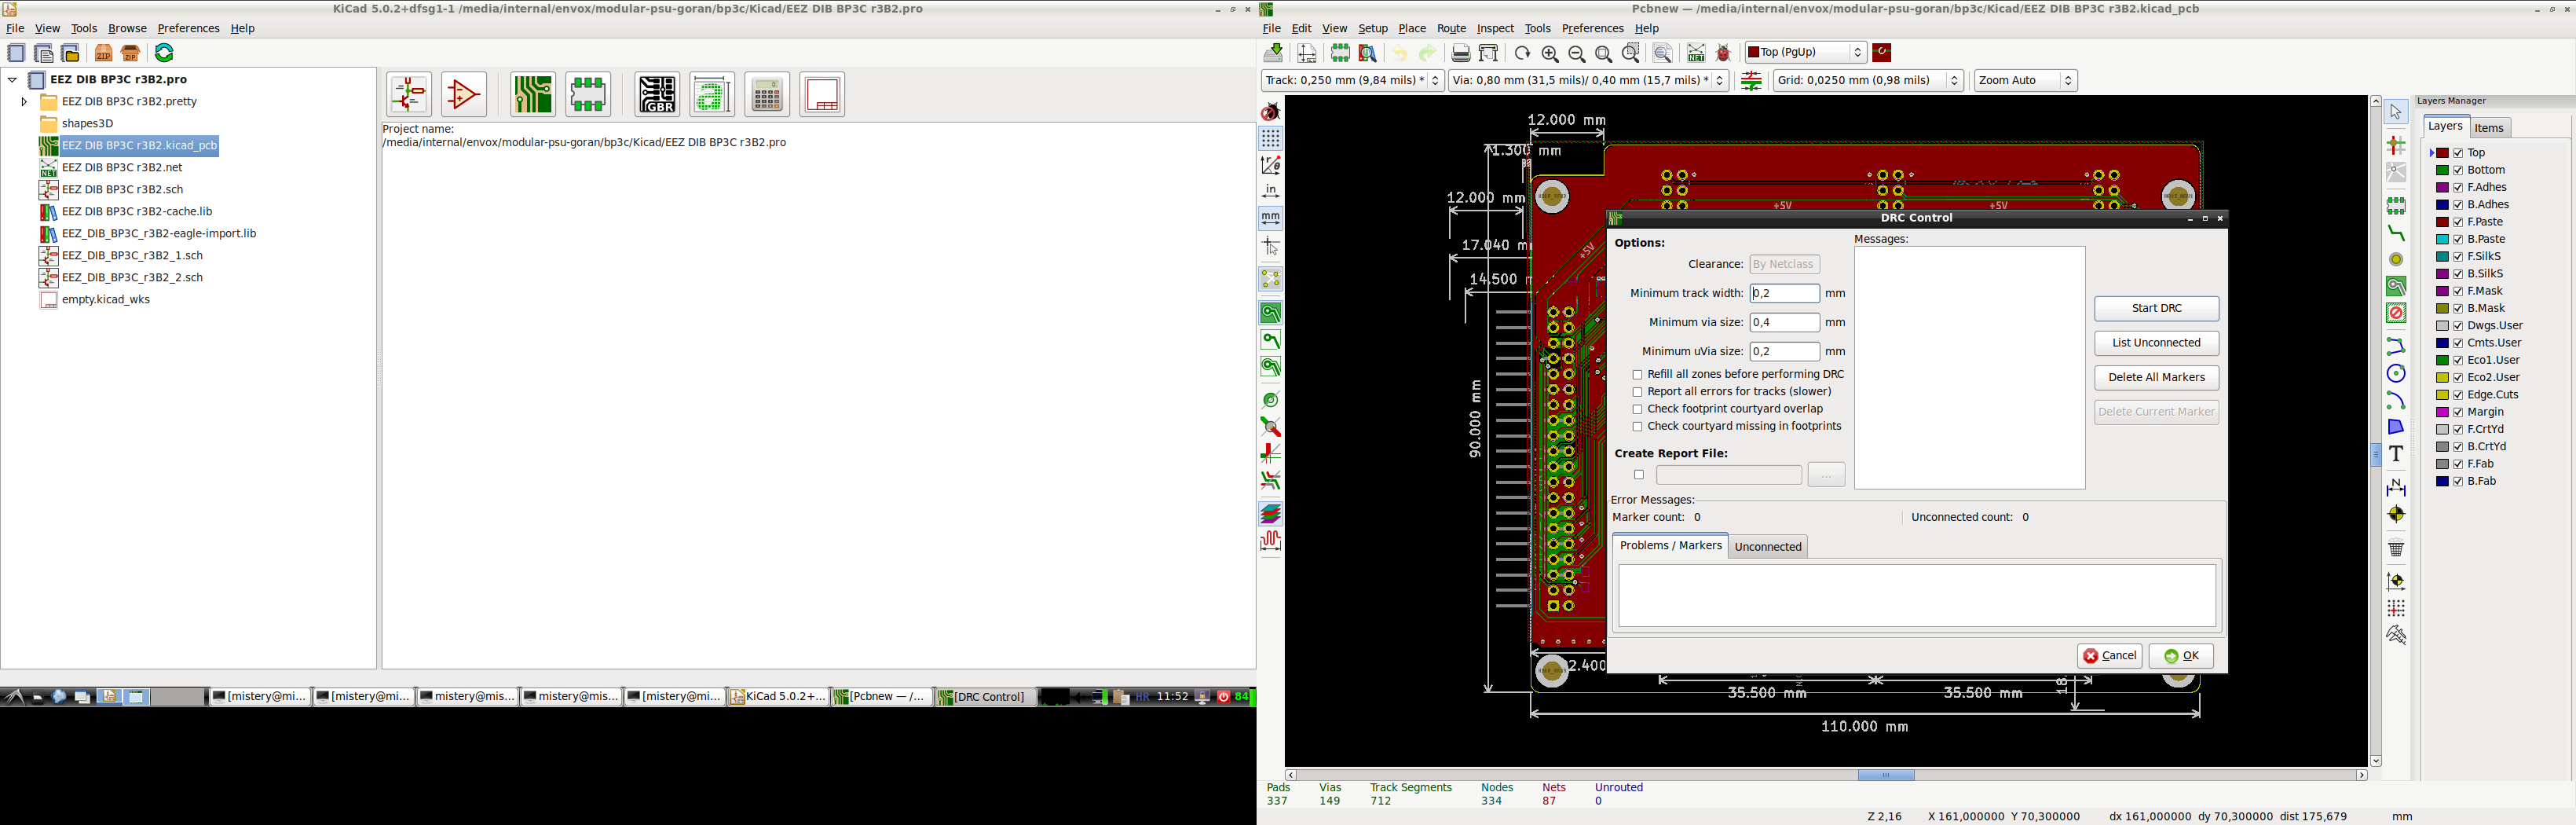 KiCad 5.0.2+dfsg1-1 /media/internal/envox/modular-psu-goran/bp3c/Kicad/EEZ DIB BP3C r3B2.pro
File View Tools Browse Preferences Help
EEZ DIB BP3C r3B2.pro
EEZ DIB BP3C r3B2.pretty
shapes3D
EEZ DIB BP3C r3B2.kicad_pcb
EEZ DIB BP3C r3B2.net
EEZ DIB BP3C r3B2.sch
EEZ DIB BP3C r3B2-cache.lib
EEZ_DIB_BP3C_r3B2-eagle-import.lib
EEZ_DIB_BP3C_r3B2_1.sch
EEZ_DIB_BP3C_r3B2_2.sch
empty.kicad_wks
ZIP ZIP
GBR
NET
Project name:
/media/internal/envox/modular-psu-goran/bp3c/Kicad/EEZ DIB BP3C r3B2.pro
[mistery@mi... [mistery@mi... mistery@mis... mistery@mis... [mistery@mi... KiCad 5.0.2+... [Pcbnew — /... [DRC Control] HR 11:52 84
Pcbnew — /media/internal/envox/modular-psu-goran/bp3c/Kicad/EEZ DIB BP3C r3B2.kicad_pcb
File Edit View Setup Place Route Inspect Tools Preferences Help
NET
Top (PgUp)
Track: 0,250 mm (9,84 mils) * Via: 0,80 mm (31,5 mils)/ 0,40 mm (15,7 mils) * Grid: 0,0250 mm (0,98 mils) Zoom Auto
in
mm
12.000 mm
1.300 mm
12.000 mm
17.040 m
14.500
90.000 mm
+5V
+5V
+5V
2.400
35.500 mm
35.500 mm
18.
110.000 mm
DRC Control
Options:
Clearance: By Netclass
Minimum track width: 0,2 mm
Minimum via size: 0,4 mm
Minimum uVia size: 0,2 mm
Refill all zones before performing DRC
Report all errors for tracks (slower)
Check footprint courtyard overlap
Check courtyard missing in footprints
Create Report File:
...
Messages:
Start DRC
List Unconnected
Delete All Markers
Delete Current Marker
Error Messages:
Marker count: 0
Unconnected count: 0
Problems / Markers Unconnected
Cancel OK
Layers Manager
Layers Items
Top
Bottom
F.Adhes
B.Adhes
F.Paste
B.Paste
F.SilkS
B.SilkS
F.Mask
B.Mask
Dwgs.User
Cmts.User
Eco1.User
Eco2.User
Edge.Cuts
Margin
F.CrtYd
B.CrtYd
F.Fab
B.Fab
Pads Vias Track Segments Nodes Nets Unrouted
337 149 712 334 87 0
Z 2,16 X 161,000000 Y 70,300000 dx 161,000000 dy 70,300000 dist 175,679 mm